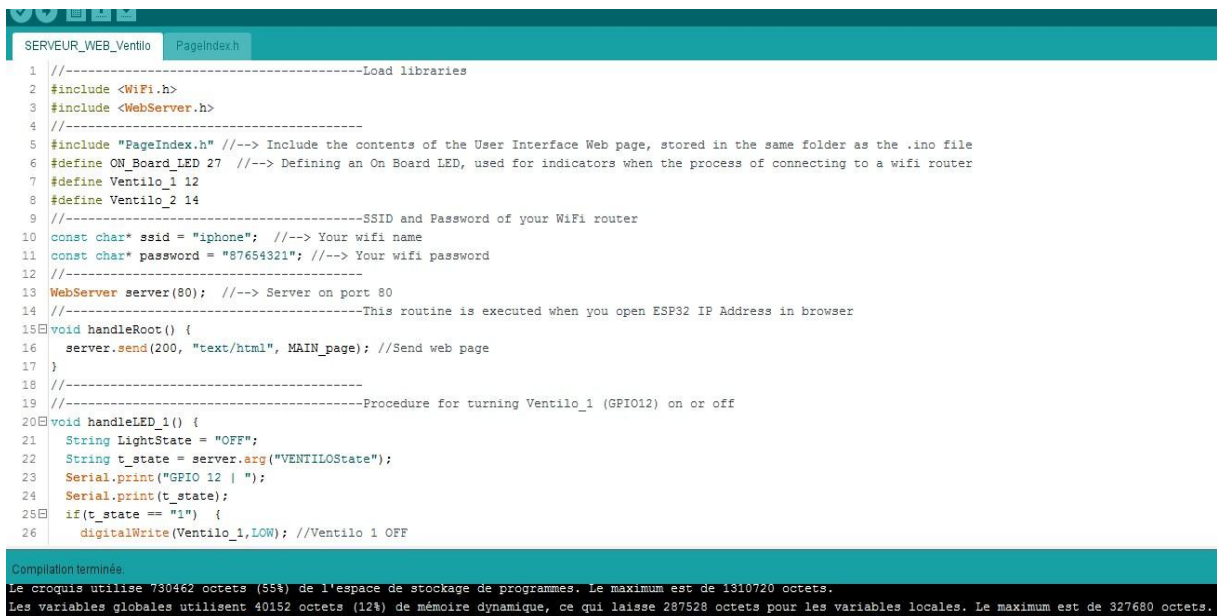 SERVEUR_WEB_Ventilo PageIndex.h
1 //----------------------------------------Load libraries
2 #include <WiFi.h>
3 #include <WebServer.h>
4 //----------------------------------------
5 #include "PageIndex.h" //--> Include the contents of the User Interface Web page, stored in the same folder as the .ino file
6 #define ON_Board_LED 27 //--> Defining an On Board LED, used for indicators when the process of connecting to a wifi router
7 #define Ventilo_1 12
8 #define Ventilo_2 14
9 //----------------------------------------SSID and Password of your WiFi router
10 const char* ssid = "iphone"; //--> Your wifi name
11 const char* password = "87654321"; //--> Your wifi password
12 //----------------------------------------
13 WebServer server(80); //--> Server on port 80
14 //----------------------------------------This routine is executed when you open ESP32 IP Address in browser
15 void handleRoot() {
16 server.send(200, "text/html", MAIN_page); //Send web page
17 }
18 //----------------------------------------
19 //----------------------------------------Procedure for turning Ventilo_1 (GPIO12) on or off
20 void handleLED_1() {
21 String LightState = "OFF";
22 String t_state = server.arg("VENTILOState");
23 Serial.print("GPIO 12 | ");
24 Serial.print(t_state);
25 if(t_state == "1") {
26 digitalWrite(Ventilo_1,LOW); //Ventilo 1 OFF
Compilation terminée.
Le croquis utilise 730462 octets (55%) de l'espace de stockage de programmes. Le maximum est de 1310720 octets.
Les variables globales utilisent 40152 octets (12%) de mémoire dynamique, ce qui laisse 287528 octets pour les variables locales. Le maximum est de 327680 octets.